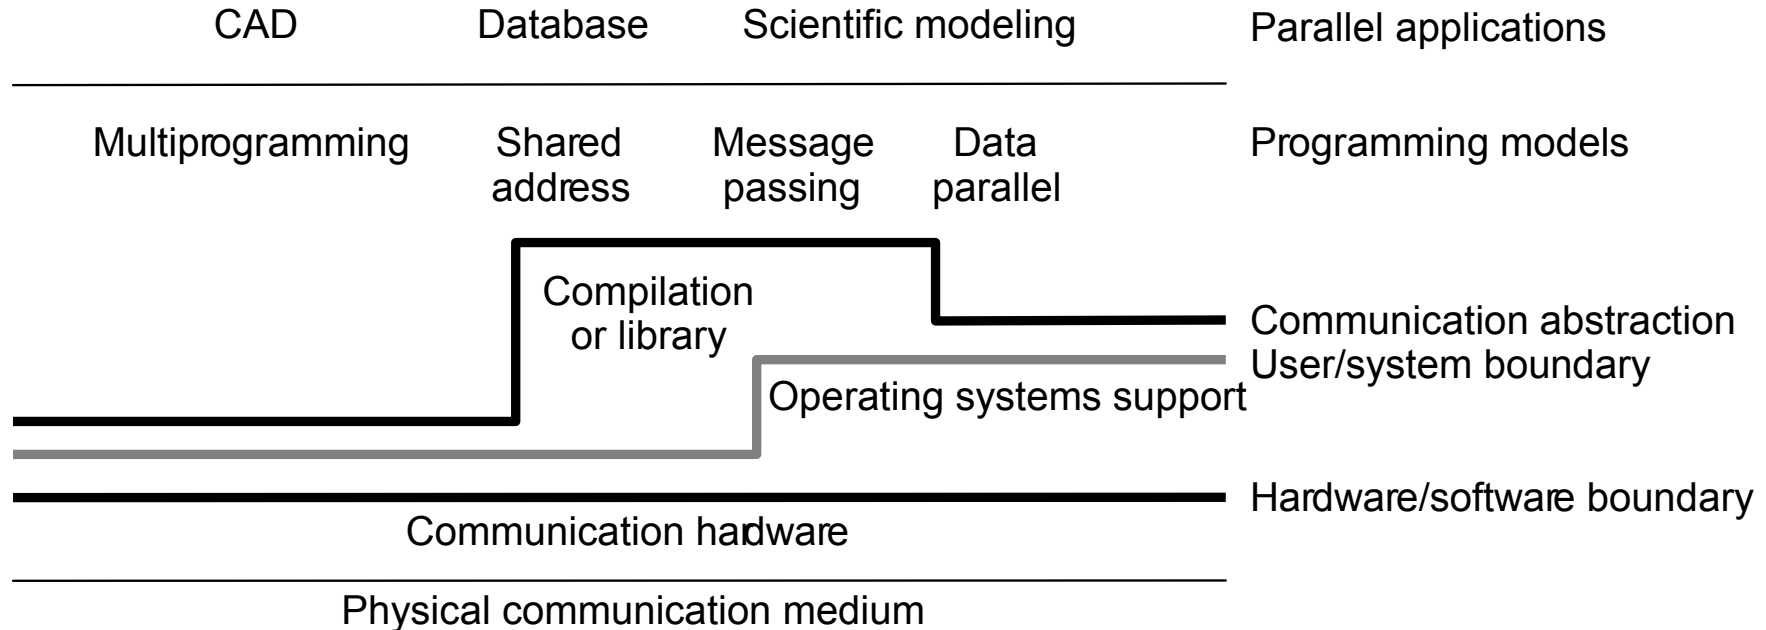 CAD Database Scientific modeling Parallel applications
Multiprogramming Shared address Message passing Data parallel Programming models
Compilation or library
Communication abstraction
User/system boundary
Operating systems support
Hardware/software boundary
Communication hardware
Physical communication medium